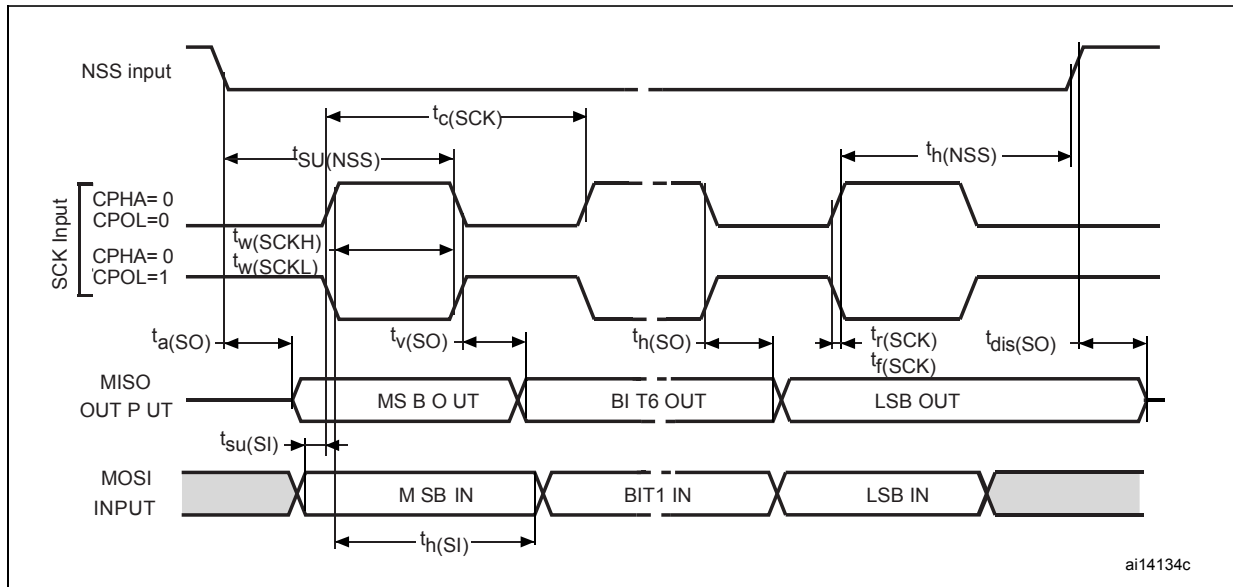 NSS input
tc(SCK)
tSU(NSS)
th(NSS)
SCK Input
CPHA= 0
CPOL=0
tw(SCKH)
CPHA= 0
tw(SCKL)
CPOL=1
ta(SO)
tv(SO)
th(SO)
tr(SCK)
tf(SCK)
tdis(SO)
MISO
OUT P UT
MS B O UT
BI T6 OUT
LSB OUT
tsu(SI)
MOSI
INPUT
M SB IN
BIT1 IN
LSB IN
th(SI)
ai14134c